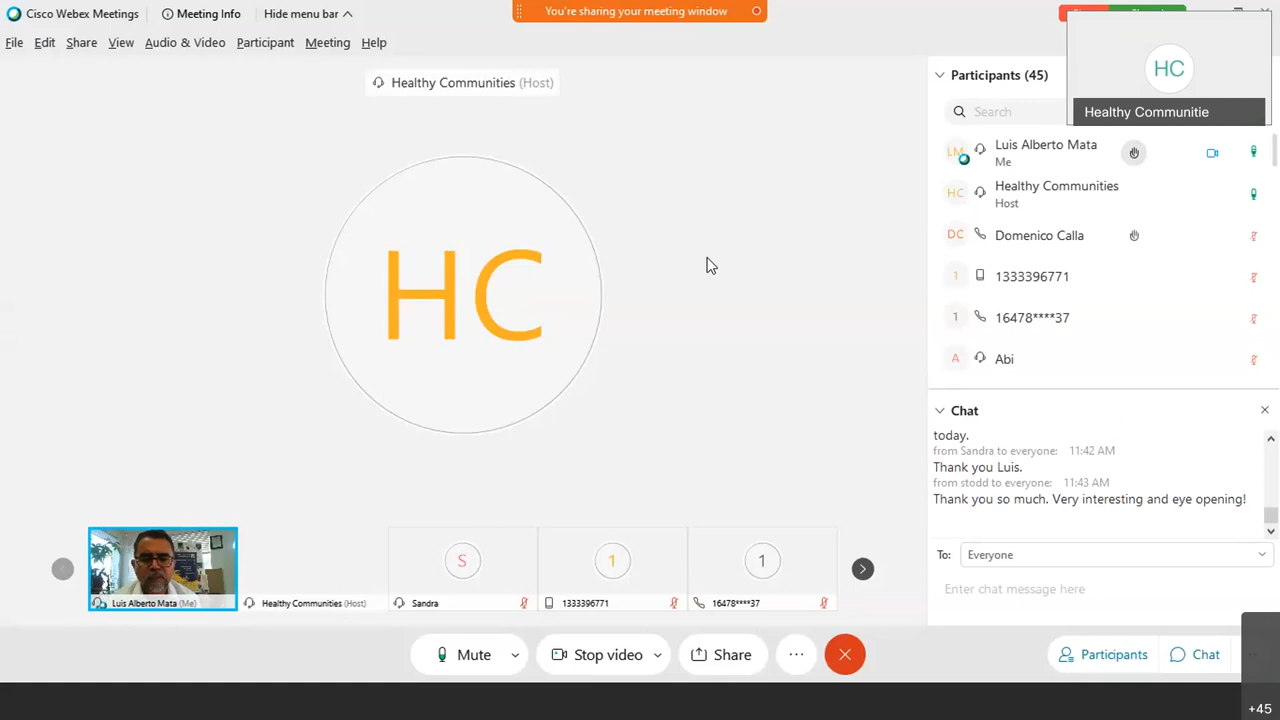 Cisco Webex Meetings
Meeting Info
Hide menu bar
You're sharing your meeting window
File Edit Share View Audio & Video Participant Meeting Help
Healthy Communities (Host)
HC
Participants (45)
Search
HC
Healthy Communitie
LM
Luis Alberto Mata
Me
HC
Healthy Communities
Host
DC
Domenico Calla
1
1333396771
1
16478****37
A
Abi
Chat
today.
from Sandra to everyone: 11:42 AM
Thank you Luis.
from stodd to everyone: 11:43 AM
Thank you so much. Very interesting and eye opening!
To: Everyone
Enter chat message here
Luis Alberto Mata (Me)
Healthy Communities (Host)
S
Sandra
1
1333396771
1
16478****37
Mute
Stop video
Share
Participants
Chat
+45